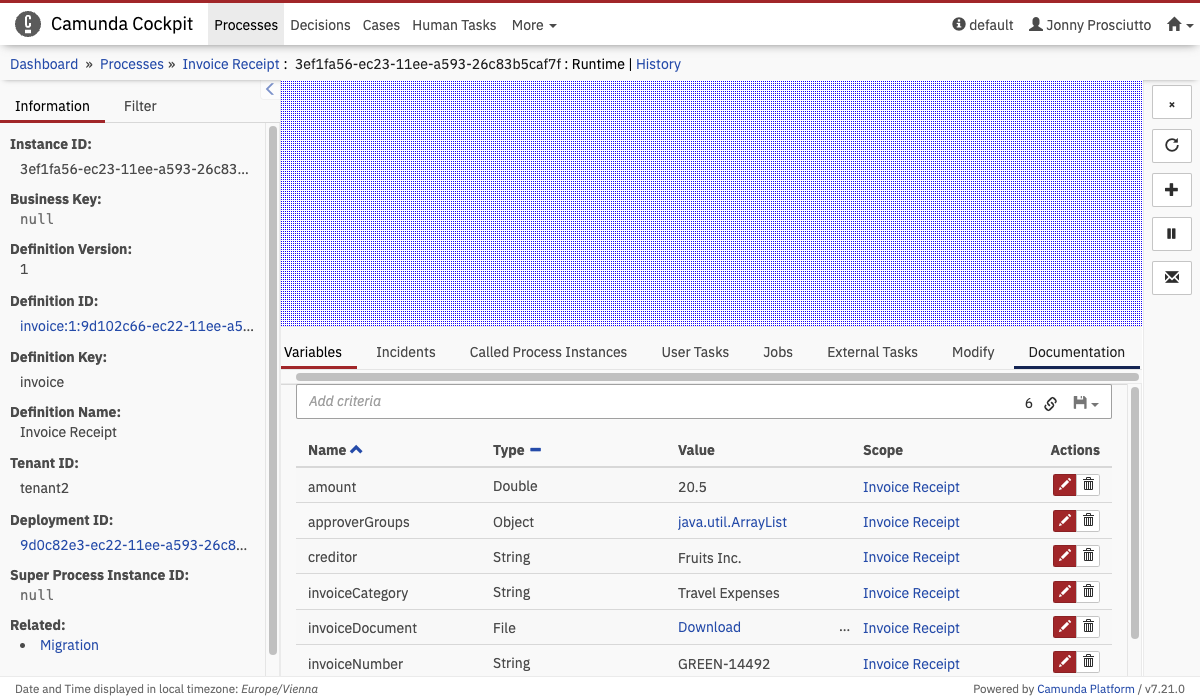 Camunda Cockpit Processes Decisions Cases Human Tasks More default Jonny Prosciutto
Dashboard » Processes » Invoice Receipt : 3ef1fa56-ec23-11ee-a593-26c83b5caf7f : Runtime | History
Information Filter
Instance ID:
3ef1fa56-ec23-11ee-a593-26c83...
Business Key:
null
Definition Version:
1
Definition ID:
invoice:1:9d102c66-ec22-11ee-a5...
Definition Key:
invoice
Definition Name:
Invoice Receipt
Tenant ID:
tenant2
Deployment ID:
9d0c82e3-ec22-11ee-a593-26c8...
Super Process Instance ID:
null
Related:
• Migration
Variables Incidents Called Process Instances User Tasks Jobs External Tasks Modify Documentation
Add criteria 6
Name Type Value Scope Actions
amount Double 20.5 Invoice Receipt
approverGroups Object java.util.ArrayList Invoice Receipt
creditor String Fruits Inc. Invoice Receipt
invoiceCategory String Travel Expenses Invoice Receipt
invoiceDocument File Download ... Invoice Receipt
invoiceNumber String GREEN-14492 Invoice Receipt
Date and Time displayed in local timezone: Europe/Vienna Powered by Camunda Platform / v7.21.0